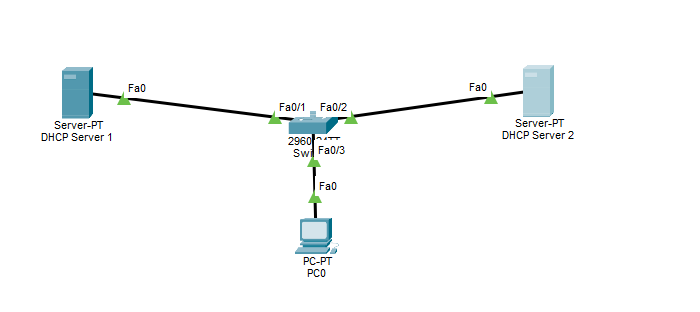 Fa0
Server-PT
DHCP Server 1
Fa0/1
Fa0/2
Fa0
Server-PT
DHCP Server 2
2960
Fa0/3
Fa0
PC-PT
PC0